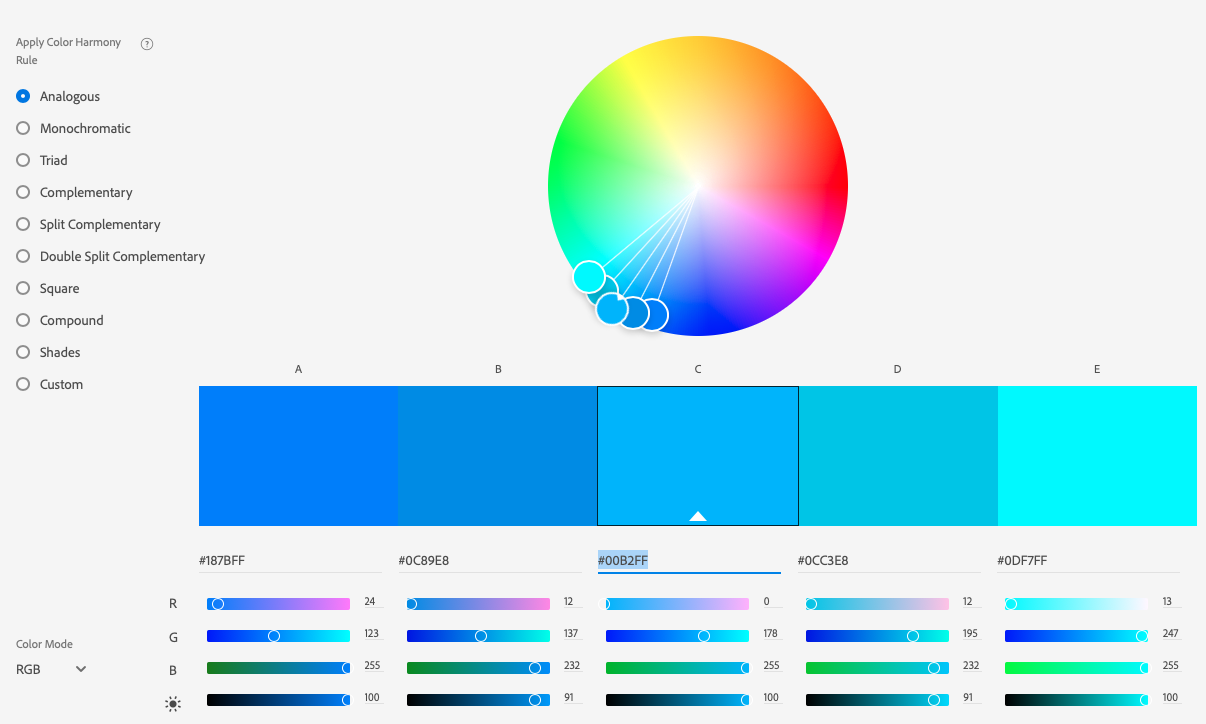 Apply Color Harmony
Rule
?
Analogous
Monochromatic
Triad
Complementary
Split Complementary
Double Split Complementary
Square
Compound
Shades
Custom
A B C D E
#187BFF #0C89E8 #00B2FF #0CC3E8 #0DF7FF
R 24 12 0 12 13
G 123 137 178 195 247
Color Mode
RGB
B 255 232 255 232 255
100 91 100 91 100